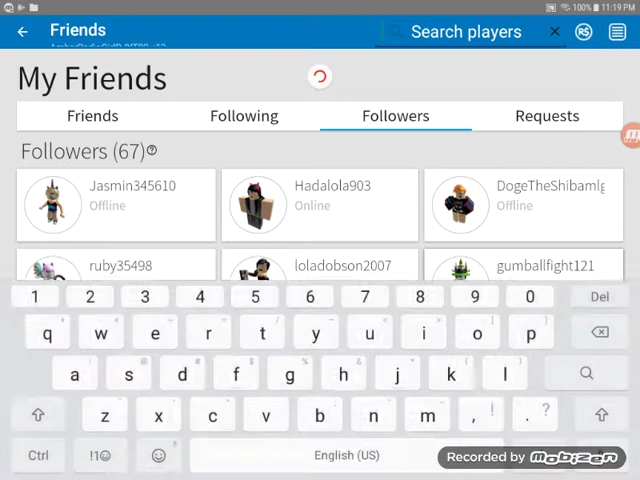 100% 11:19 PM
Friends
Search players
My Friends
Friends Following Followers Requests
Followers (67)
Jasmin345610 Hadalola903 DogeTheShibamlg
Offline Online Offline
ruby35498 loladobson2007 gumballfight121
1 2 3 4 5 6 7 8 9 0 Del
q w e r t y u i o p
a s d f g h j k l
z x c v b n m , ! . ?
Ctrl !1☺ English (US)
Recorded by Mobizen